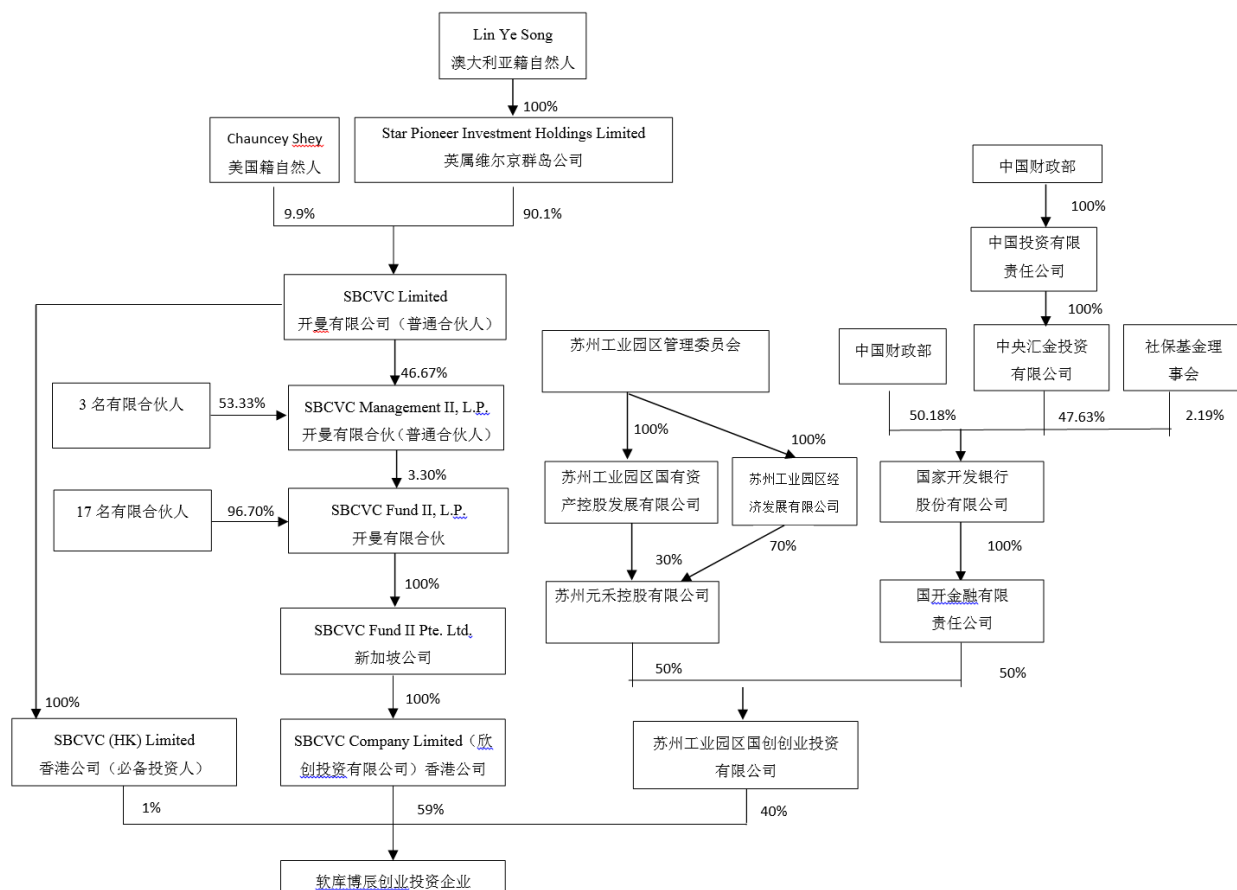 Lin Ye Song
澳大利亚籍自然人
100%
Chauncey Shey
美国籍自然人
Star Pioneer Investment Holdings Limited
英属维尔京群岛公司
中国财政部
9.9%
90.1%
100%
中国投资有限
责任公司
SBCVC Limited
开曼有限公司（普通合伙人）
100%
苏州工业园区管理委员会
中国财政部
中央汇金投资
有限公司
社保基金理
事会
46.67%
3 名有限合伙人
53.33%
SBCVC Management II, L.P.
开曼有限合伙（普通合伙人）
50.18%
47.63%
2.19%
100%
100%
3.30%
苏州工业园区国有资
产控股发展有限公司
苏州工业园区经
济发展有限公司
国家开发银行
股份有限公司
17 名有限合伙人
96.70%
SBCVC Fund II, L.P.
开曼有限合伙
30%
70%
100%
100%
苏州元禾控股有限公司
国开金融有限
责任公司
SBCVC Fund II Pte. Ltd,
新加坡公司
50%
50%
100%
100%
SBCVC (HK) Limited
香港公司（必备投资人）
SBCVC Company Limited（欣
创投资有限公司）香港公司
苏州工业园区国创创业投资
有限公司
1%
59%
40%
软库博辰创业投资企业